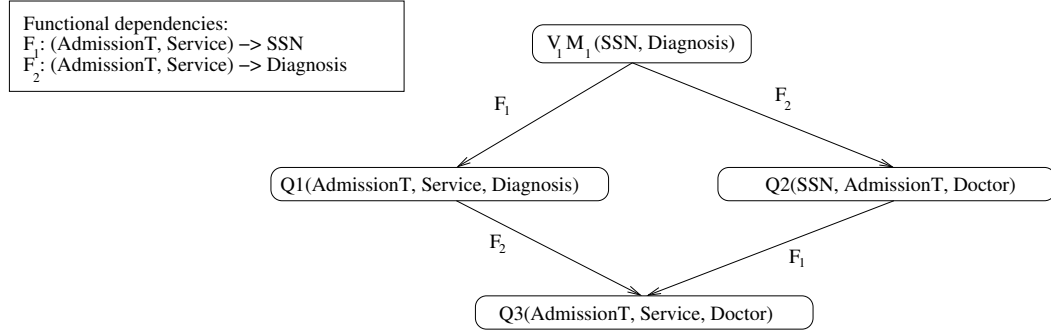 Functional dependencies:
F1: (AdmissionT, Service) −> SSN
F2: (AdmissionT, Service) −> Diagnosis
V1 M1 (SSN, Diagnosis)
F1
F2
Q1(AdmissionT, Service, Diagnosis)
Q2(SSN, AdmissionT, Doctor)
F2
F1
Q3(AdmissionT, Service, Doctor)